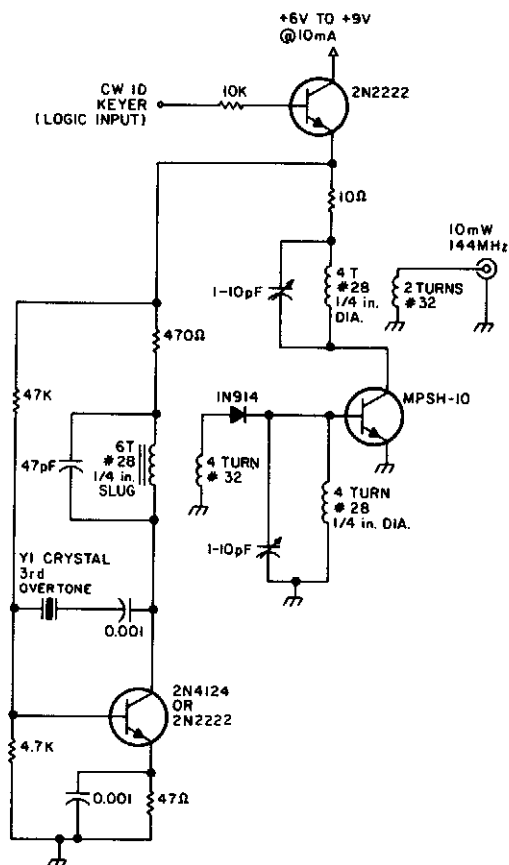 +6V TO +9V
@10mA
2N2222
CW ID
KEYER
(LOGIC INPUT)
10K
10Ω
10mW
144MHz
1-10pF
4 T
#28
1/4 in.
DIA.
2 TURNS
#32
470Ω
47K
1N914
MPSH-10
47pF
6T
#28
1/4 in.
SLUG
4 TURN
#32
4 TURN
#28
1/4 in. DIA.
1-10pF
Y1 CRYSTAL
3rd
OVERTONE
0.001
2N4124
OR
2N2222
4.7K
0.001
47Ω